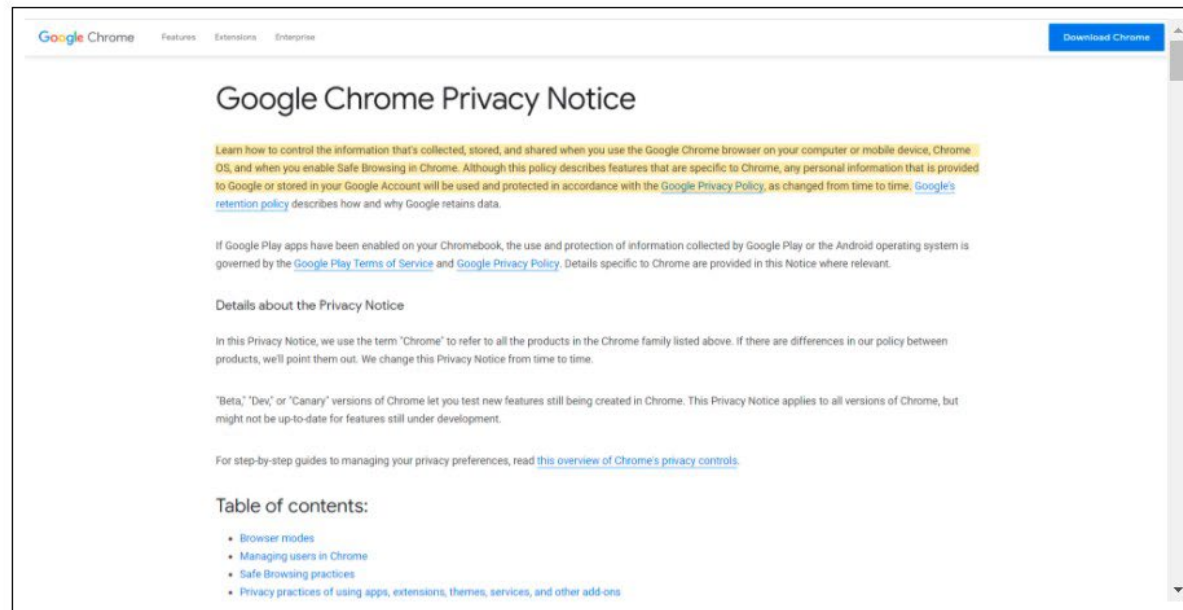 Google Chrome Features Extensions Enterprise Download Chrome
Google Chrome Privacy Notice
Learn how to control the information that's collected, stored, and shared when you use the Google Chrome browser on your computer or mobile device, Chrome
OS, and when you enable Safe Browsing in Chrome. Although this policy describes features that are specific to Chrome, any personal information that is provided
to Google or stored in your Google Account will be used and protected in accordance with the Google Privacy Policy, as changed from time to time. Google's
retention policy describes how and why Google retains data.
If Google Play apps have been enabled on your Chromebook, the use and protection of information collected by Google Play or the Android operating system is
governed by the Google Play Terms of Service and Google Privacy Policy. Details specific to Chrome are provided in this Notice where relevant.
Details about the Privacy Notice
In this Privacy Notice, we use the term "Chrome" to refer to all the products in the Chrome family listed above. If there are differences in our policy between
products, we'll point them out. We change this Privacy Notice from time to time.
"Beta," "Dev," or "Canary" versions of Chrome let you test new features still being created in Chrome. This Privacy Notice applies to all versions of Chrome, but
might not be up-to-date for features still under development.
For step-by-step guides to managing your privacy preferences, read this overview of Chrome's privacy controls.
Table of contents:
• Browser modes
• Managing users in Chrome
• Safe Browsing practices
• Privacy practices of using apps, extensions, themes, services, and other add-ons